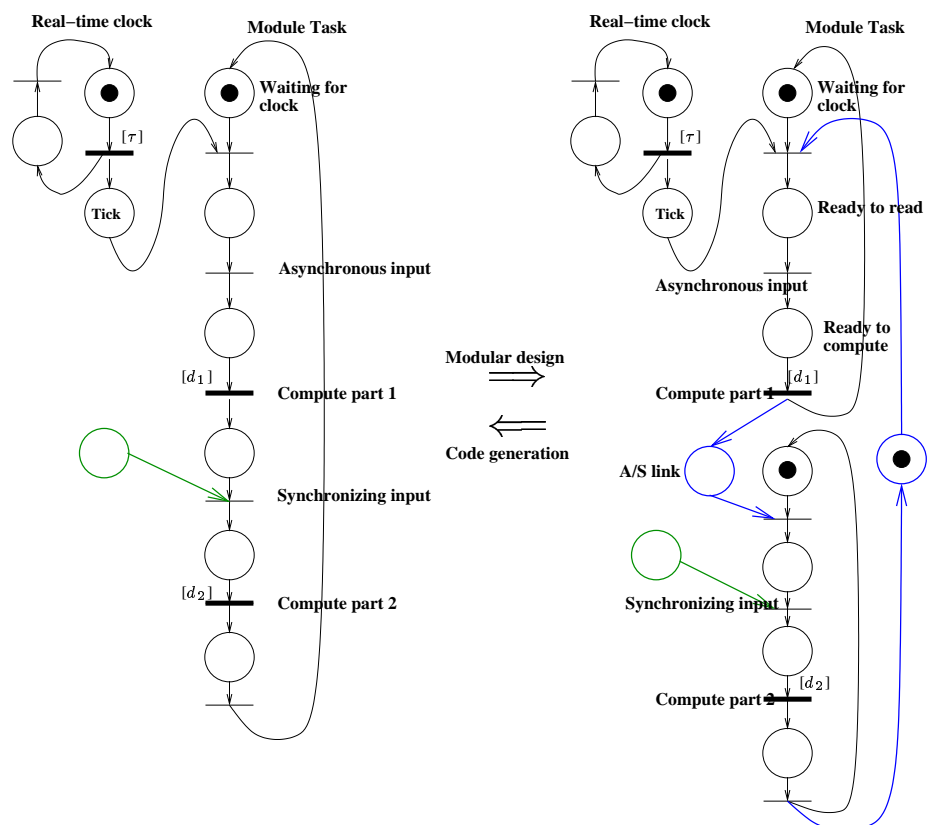 Real-time clock
Module Task
Waiting for
clock
[τ]
Tick
Asynchronous input
[d1]
Compute part 1
Synchronizing input
[d2]
Compute part 2
Modular design
⟹
⟸
Code generation
Real-time clock
Module Task
Waiting for
clock
[τ]
Tick
Ready to read
Asynchronous input
Ready to
compute
[d1]
Compute part 1
A/S link
Synchronizing input
[d2]
Compute part 2